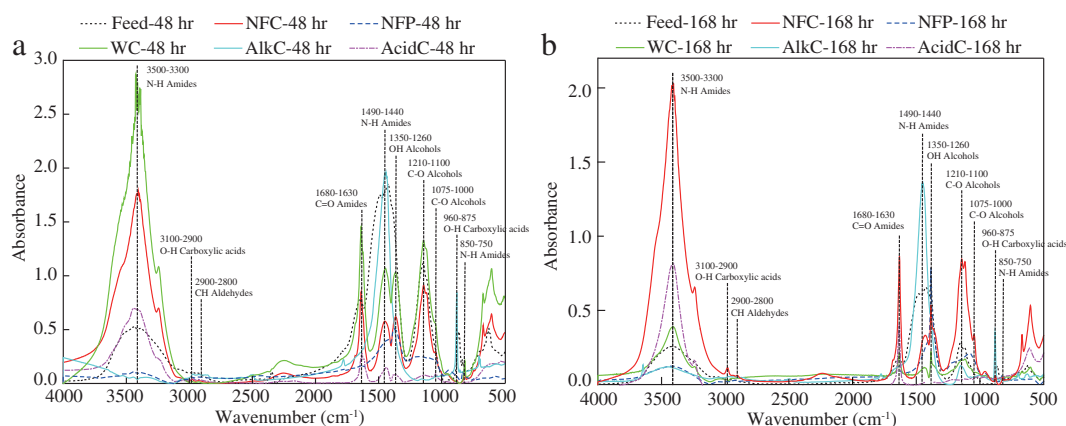 a
Feed-48 hr NFC-48 hr NFP-48 hr
WC-48 hr AlkC-48 hr AcidC-48 hr
3.0
2.5
2.0
1.5
1.0
0.5
0.0
Absorbance
3500-3300
N-H Amides
3100-2900
O-H Carboxylic acids
2900-2800
CH Aldehydes
1680-1630
C=O Amides
1490-1440
N-H Amides
1350-1260
OH Alcohols
1210-1100
C-O Alcohols
1075-1000
C-O Alcohols
960-875
O-H Carboxylic acids
850-750
N-H Amides
4000 3500 3000 2500 2000 1500 1000 500
Wavenumber (cm-1)
b
Feed-168 hr NFC-168 hr NFP-168 hr
WC-168 hr AlkC-168 hr AcidC-168 hr
2.0
1.5
1.0
0.5
0.0
Absorbance
3500-3300
N-H Amides
3100-2900
O-H Carboxylic acids
2900-2800
CH Aldehydes
1680-1630
C=O Amides
1490-1440
N-H Amides
1350-1260
OH Alcohols
1210-1100
C-O Alcohols
1075-1000
C-O Alcohols
960-875
O-H Carboxylic acids
850-750
N-H Amides
4000 3500 3000 2500 2000 1500 1000 500
Wavenumber (cm-1)